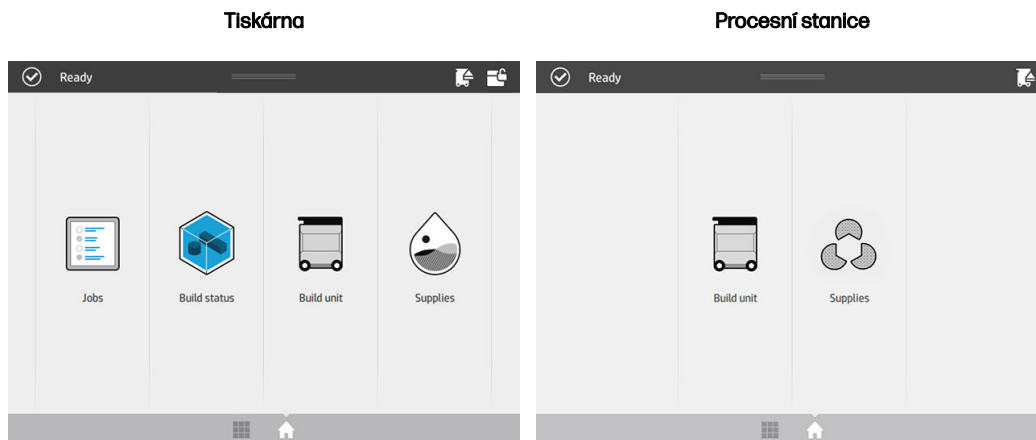 Tiskárna
Ready
Jobs
Build status
Build unit
Supplies
Procesní stanice
Ready
Build unit
Supplies